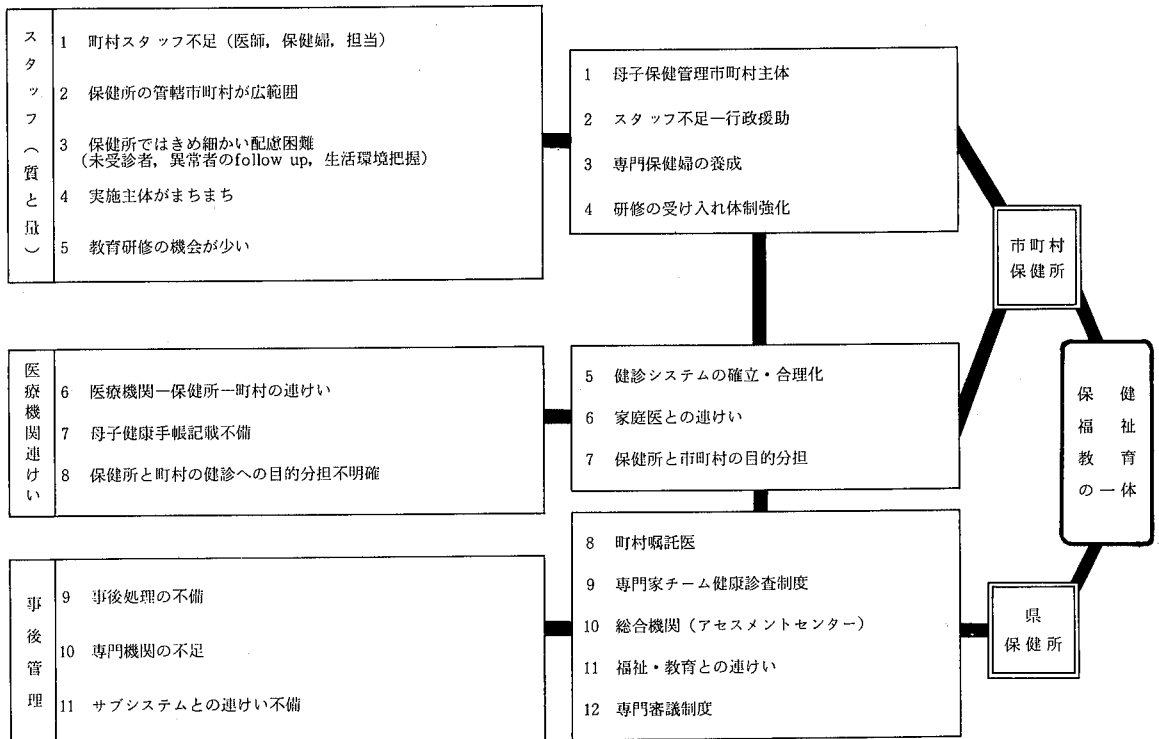 スタッフ（質と量）
1 町村スタッフ不足（医師，保健婦，担当）
2 保健所の管轄市町村が広範囲
3 保健所ではきめ細かい配慮困難
（未受診者，異常者のfollow up，生活環境把握）
4 実施主体がまちまち
5 教育研修の機会が少い
1 母子保健管理市町村主体
2 スタッフ不足—行政援助
3 専門保健婦の養成
4 研修の受け入れ体制強化
医療機関連けい
6 医療機関—保健所—町村の連けい
7 母子健康手帳記載不備
8 保健所と町村の健診への目的分担不明確
5 健診システムの確立・合理化
6 家庭医との連けい
7 保健所と市町村の目的分担
事後管理
9 事後処理の不備
10 専門機関の不足
11 サブシステムとの連けい不備
8 町村嘱託医
9 専門家チーム健康診査制度
10 総合機関（アセスメントセンター）
11 福祉・教育との連けい
12 専門審議制度
市町村
保健所
県
保健所
保健
福祉
教育
の一体